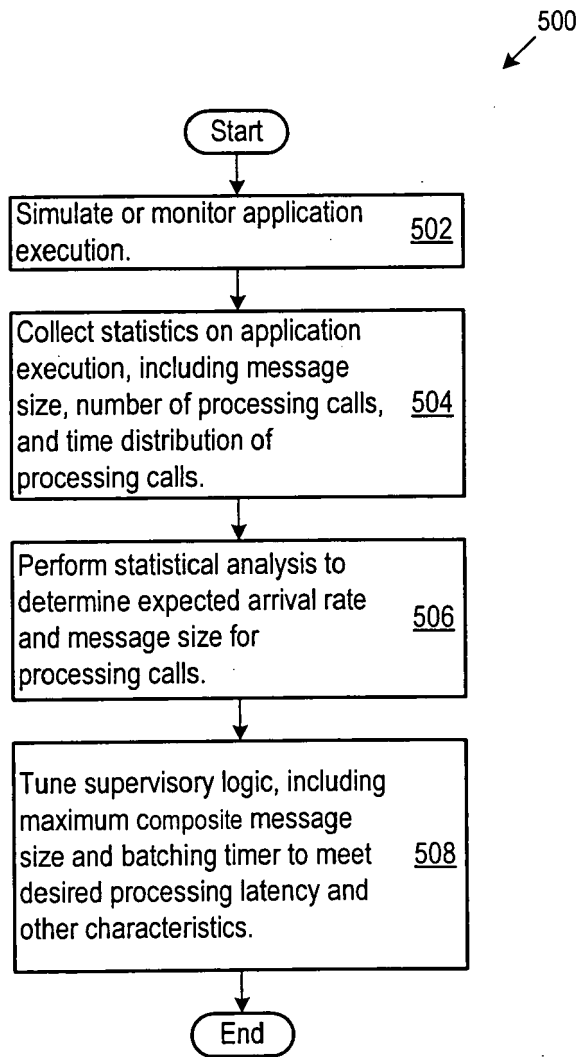 500
Start
Simulate or monitor application
execution.
502
Collect statistics on application
execution, including message
size, number of processing calls,
and time distribution of
processing calls.
504
Perform statistical analysis to
determine expected arrival rate
and message size for
processing calls.
506
Tune supervisory logic, including
maximum composite message
size and batching timer to meet
desired processing latency and
other characteristics.
508
End